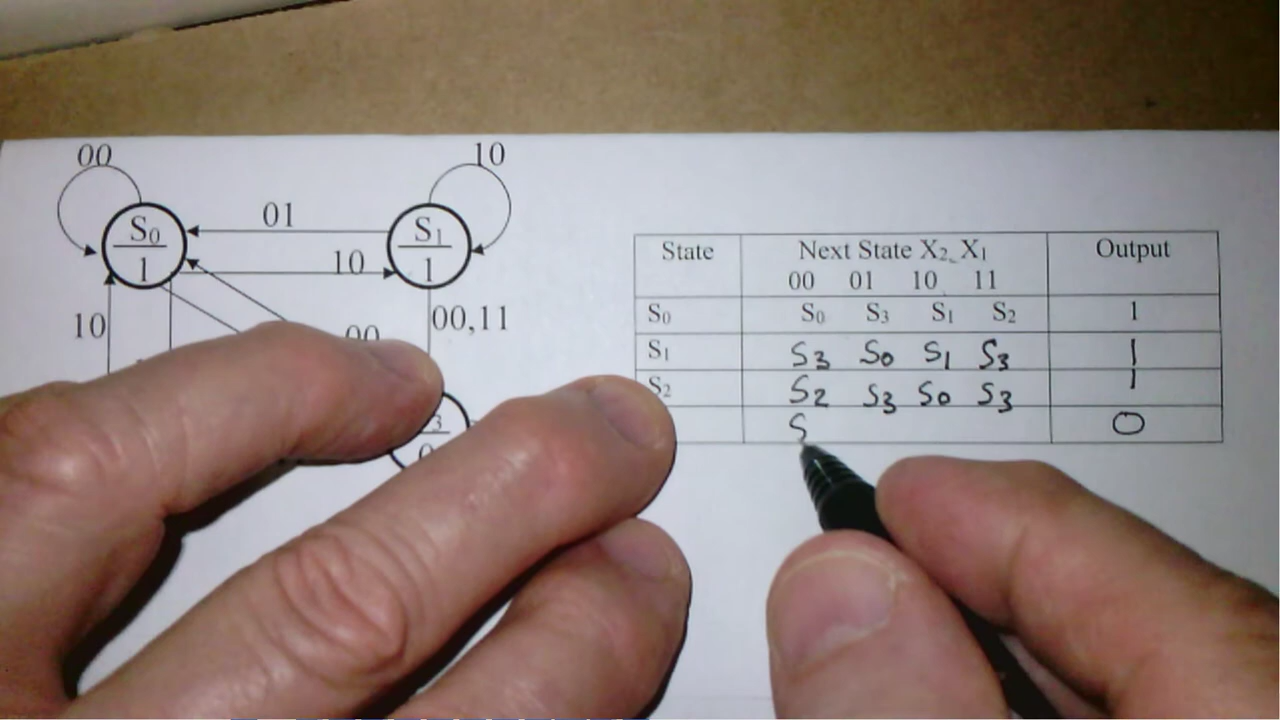 00 10
01
S0 S1
1 1
10
10 00,11
00
3
State Next State X2 X1 Output
00 01 10 11
S0 S0 S3 S1 S2 1
S1 S3 S0 S1 S3 1
S2 S2 S3 S0 S3 1
S 0